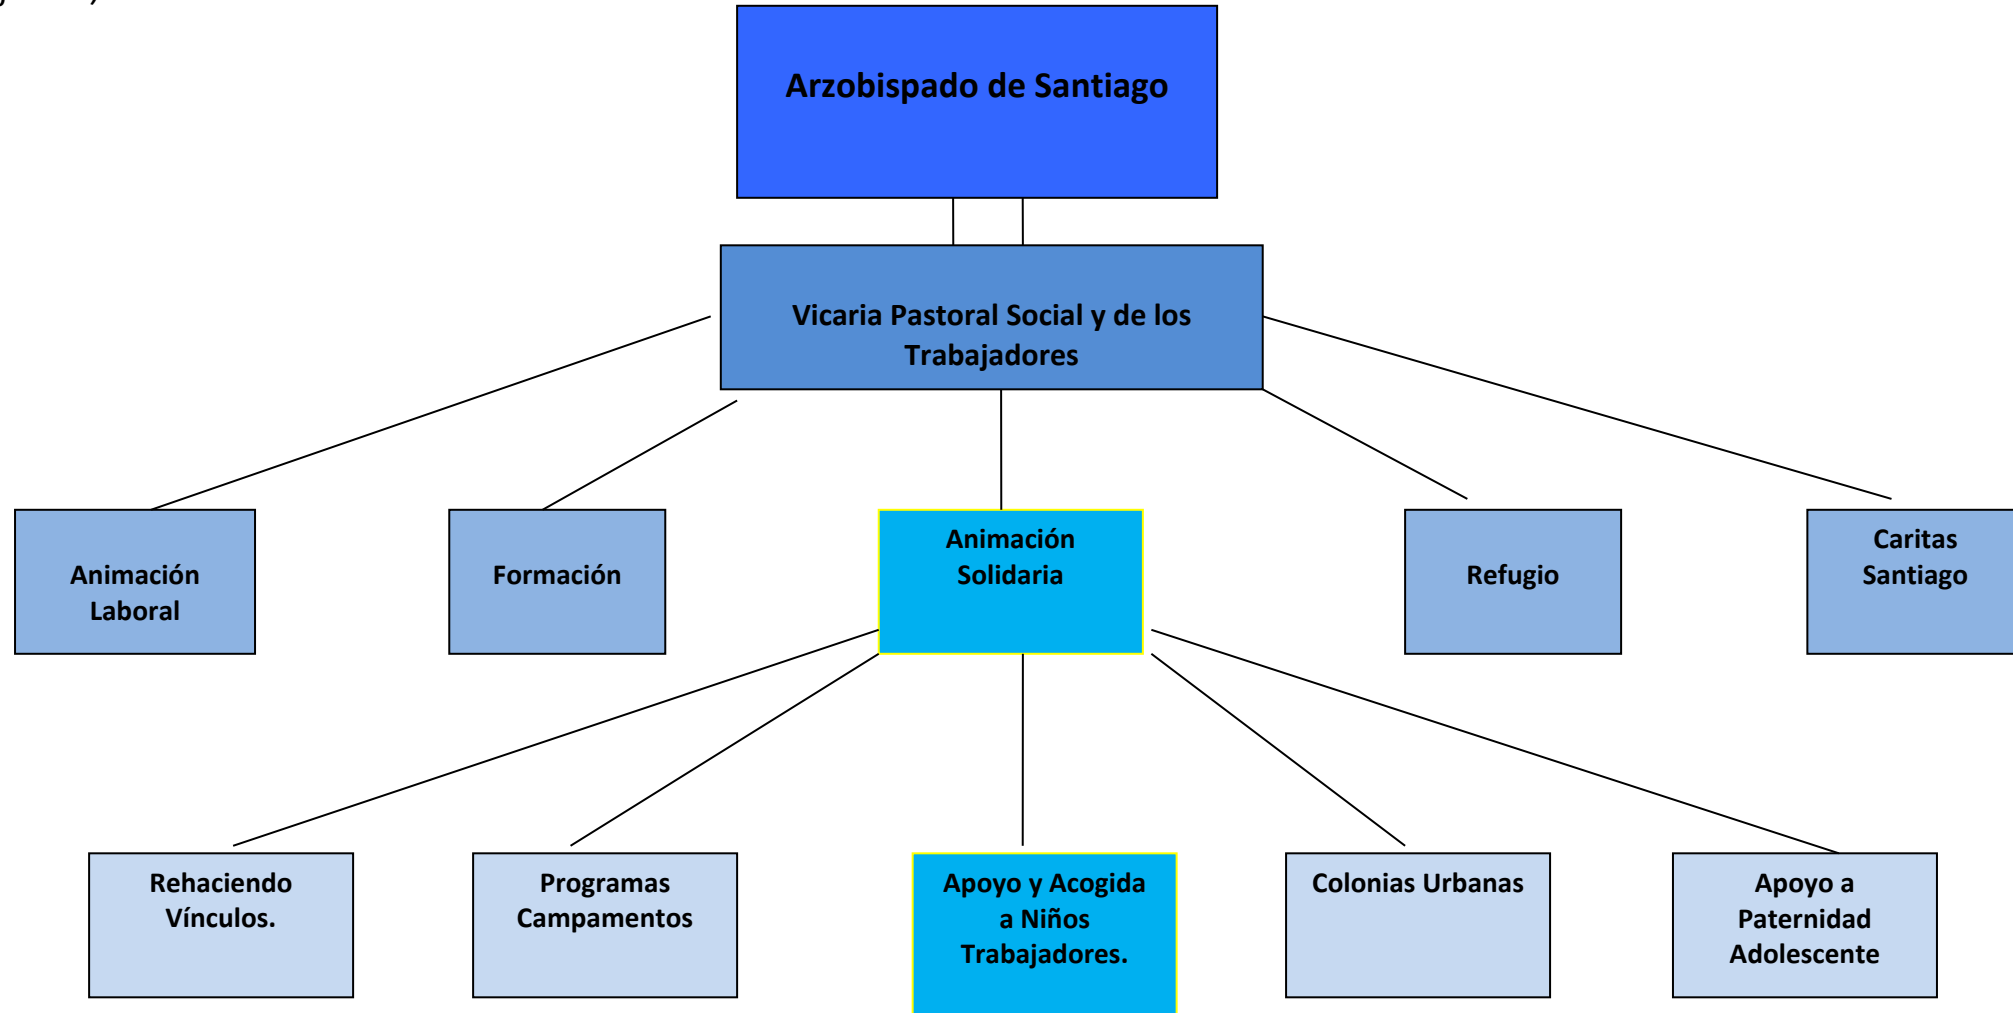 Arzobispado de Santiago
Vicaria Pastoral Social y de los
Trabajadores
Animación
Laboral
Formación
Animación
Solidaria
Refugio
Caritas
Santiago
Rehaciendo
Vínculos.
Programas
Campamentos
Apoyo y Acogida
a Niños
Trabajadores.
Colonias Urbanas
Apoyo a
Paternidad
Adolescente